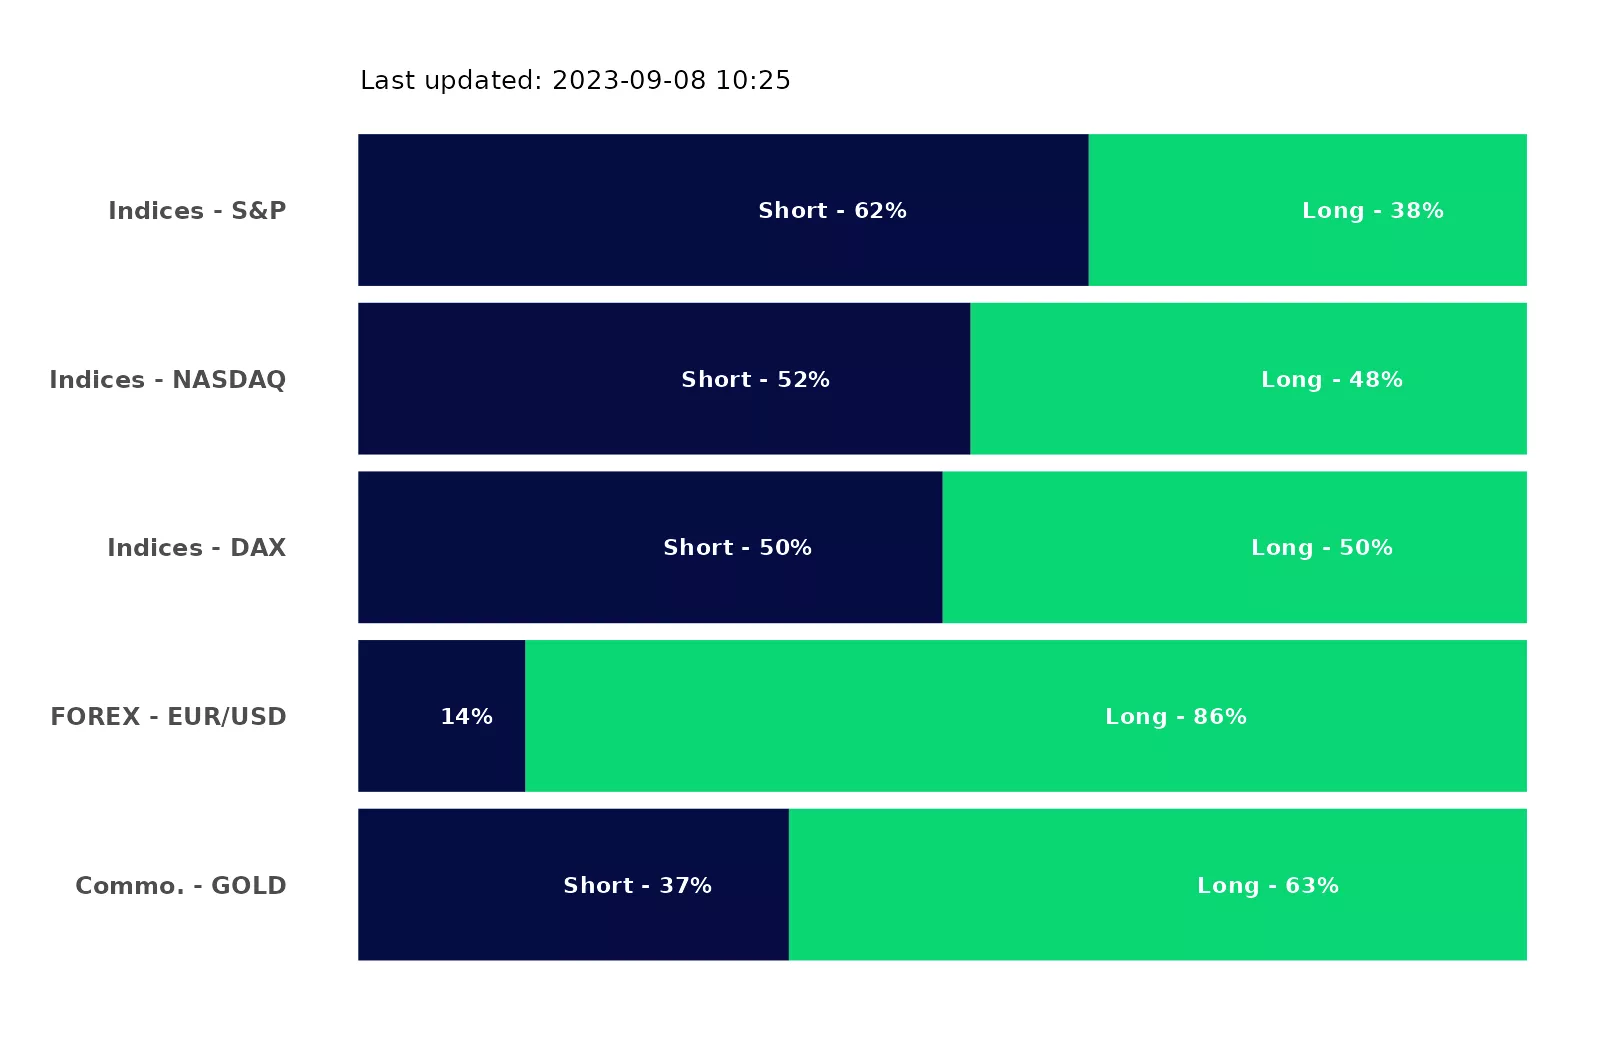 Last updated: 2023-09-08 10:25
Indices - S&P
Short - 62%
Long - 38%
Indices - NASDAQ
Short - 52%
Long - 48%
Indices - DAX
Short - 50%
Long - 50%
FOREX - EUR/USD
14%
Long - 86%
Commo. - GOLD
Short - 37%
Long - 63%